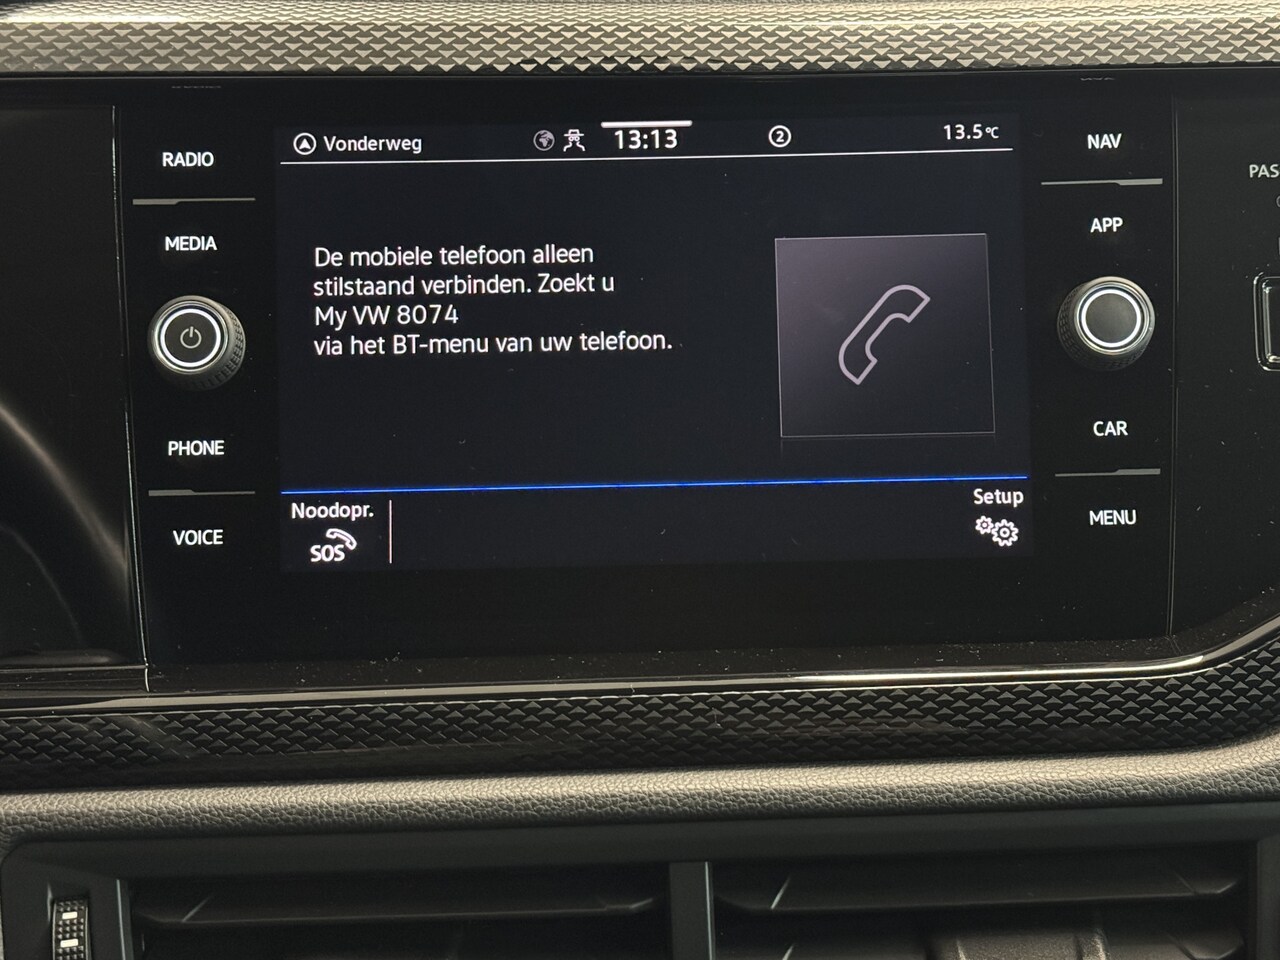 RADIO
MEDIA
PHONE
VOICE
Vonderweg
13:13
2
13.5°C
De mobiele telefoon alleen
stilstaand verbinden. Zoekt u
My VW 8074
via het BT-menu van uw telefoon.
Noodopr.
SOS
Setup
NAV
APP
CAR
MENU
PAS